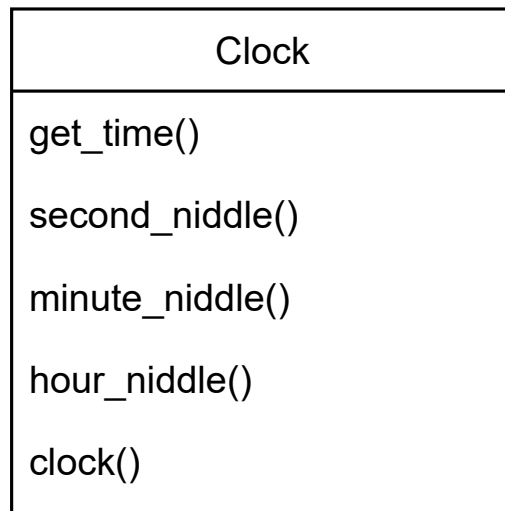 Clock
get_time()
second_niddle()
minute_niddle()
hour_niddle()
clock()